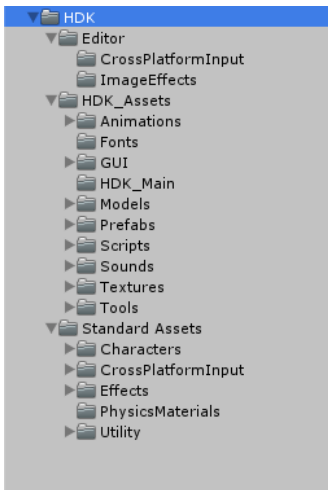 HDK
Editor
CrossPlatformInput
ImageEffects
HDK_Assets
Animations
Fonts
GUI
HDK_Main
Models
Prefabs
Scripts
Sounds
Textures
Tools
Standard Assets
Characters
CrossPlatformInput
Effects
PhysicsMaterials
Utility